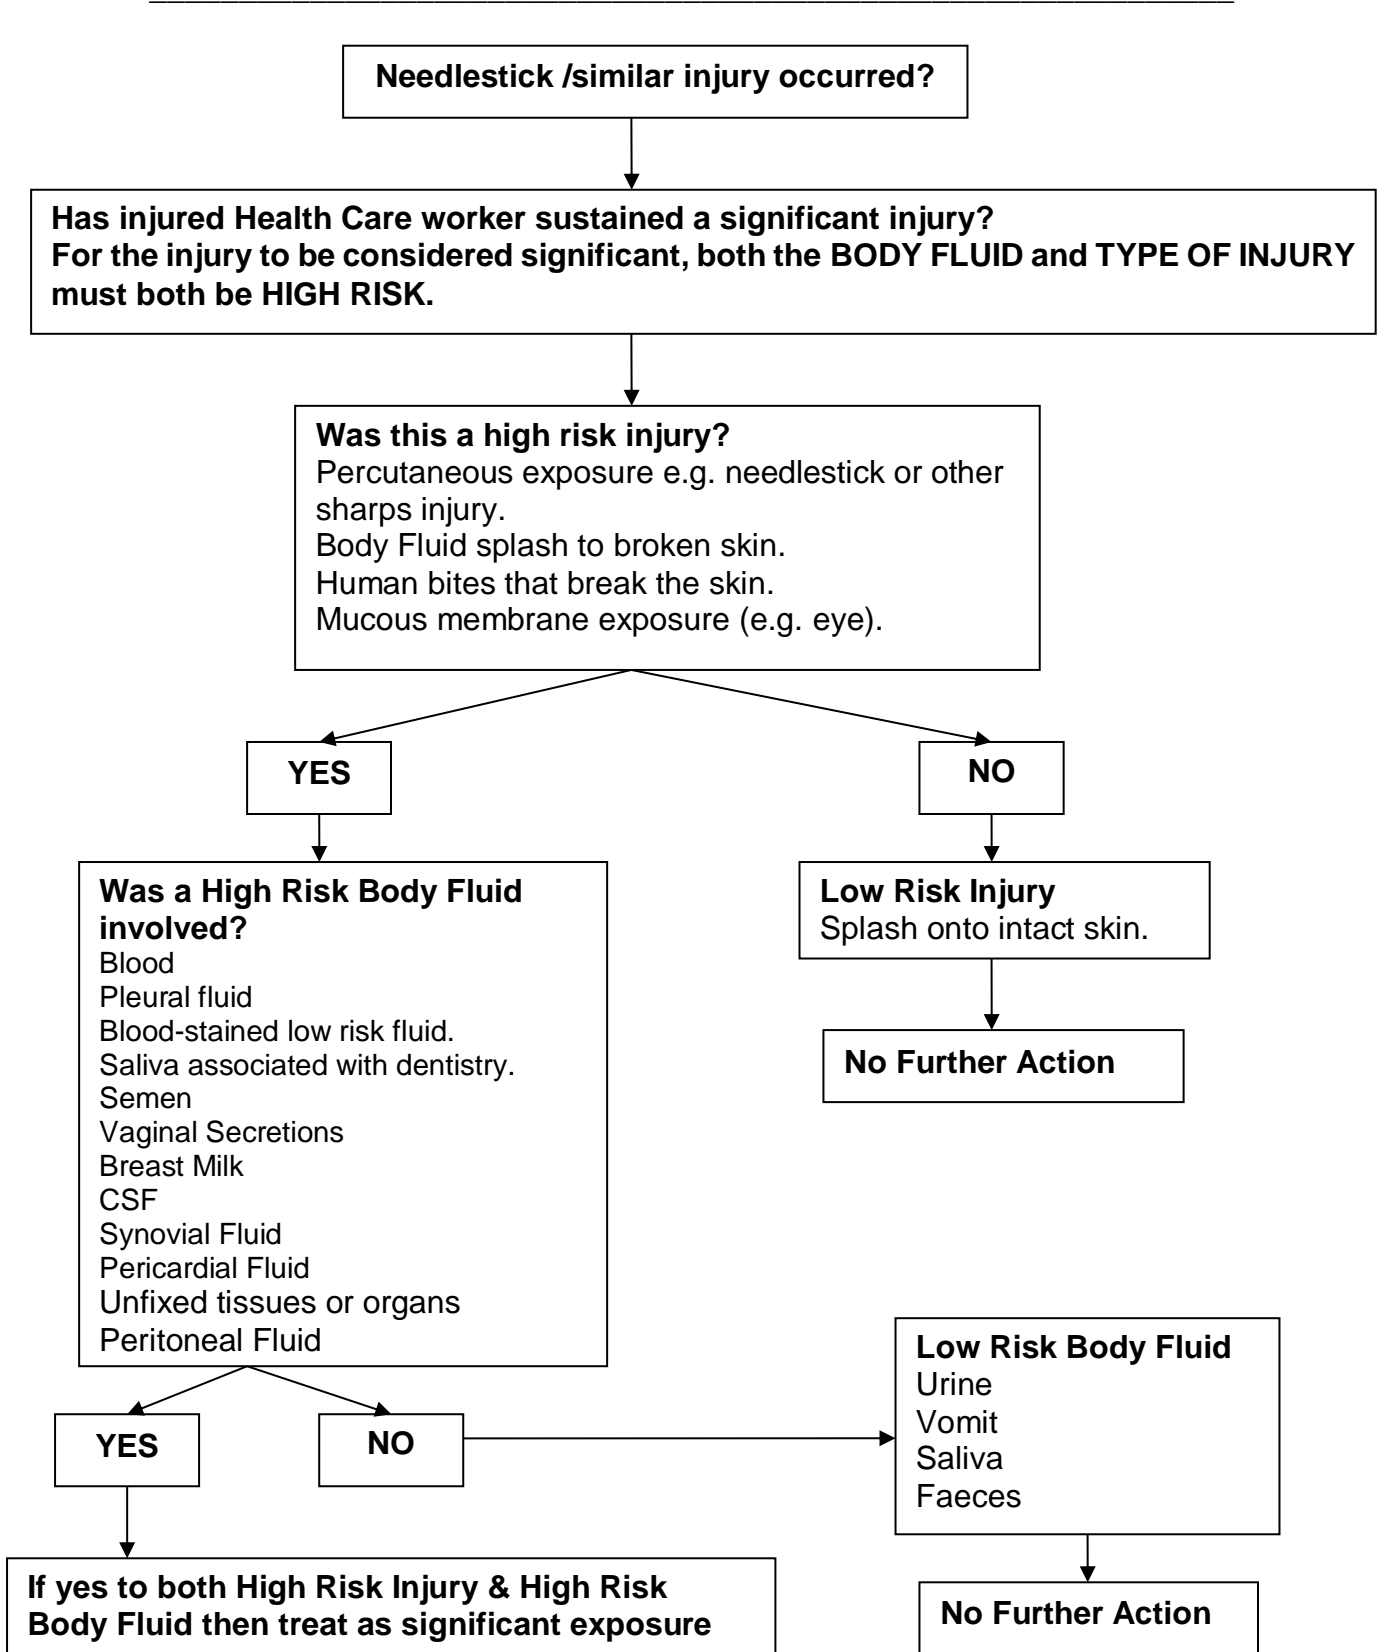 Needlestick /similar injury occurred?
Has injured Health Care worker sustained a significant injury?
For the injury to be considered significant, both the BODY FLUID and TYPE OF INJURY
must both be HIGH RISK.
Was this a high risk injury?
Percutaneous exposure e.g. needlestick or other
sharps injury.
Body Fluid splash to broken skin.
Human bites that break the skin.
Mucous membrane exposure (e.g. eye).
YES
NO
Was a High Risk Body Fluid
involved?
Blood
Pleural fluid
Blood-stained low risk fluid.
Saliva associated with dentistry.
Semen
Vaginal Secretions
Breast Milk
CSF
Synovial Fluid
Pericardial Fluid
Unfixed tissues or organs
Peritoneal Fluid
Low Risk Injury
Splash onto intact skin.
No Further Action
YES
NO
Low Risk Body Fluid
Urine
Vomit
Saliva
Faeces
If yes to both High Risk Injury & High Risk
Body Fluid then treat as significant exposure
No Further Action